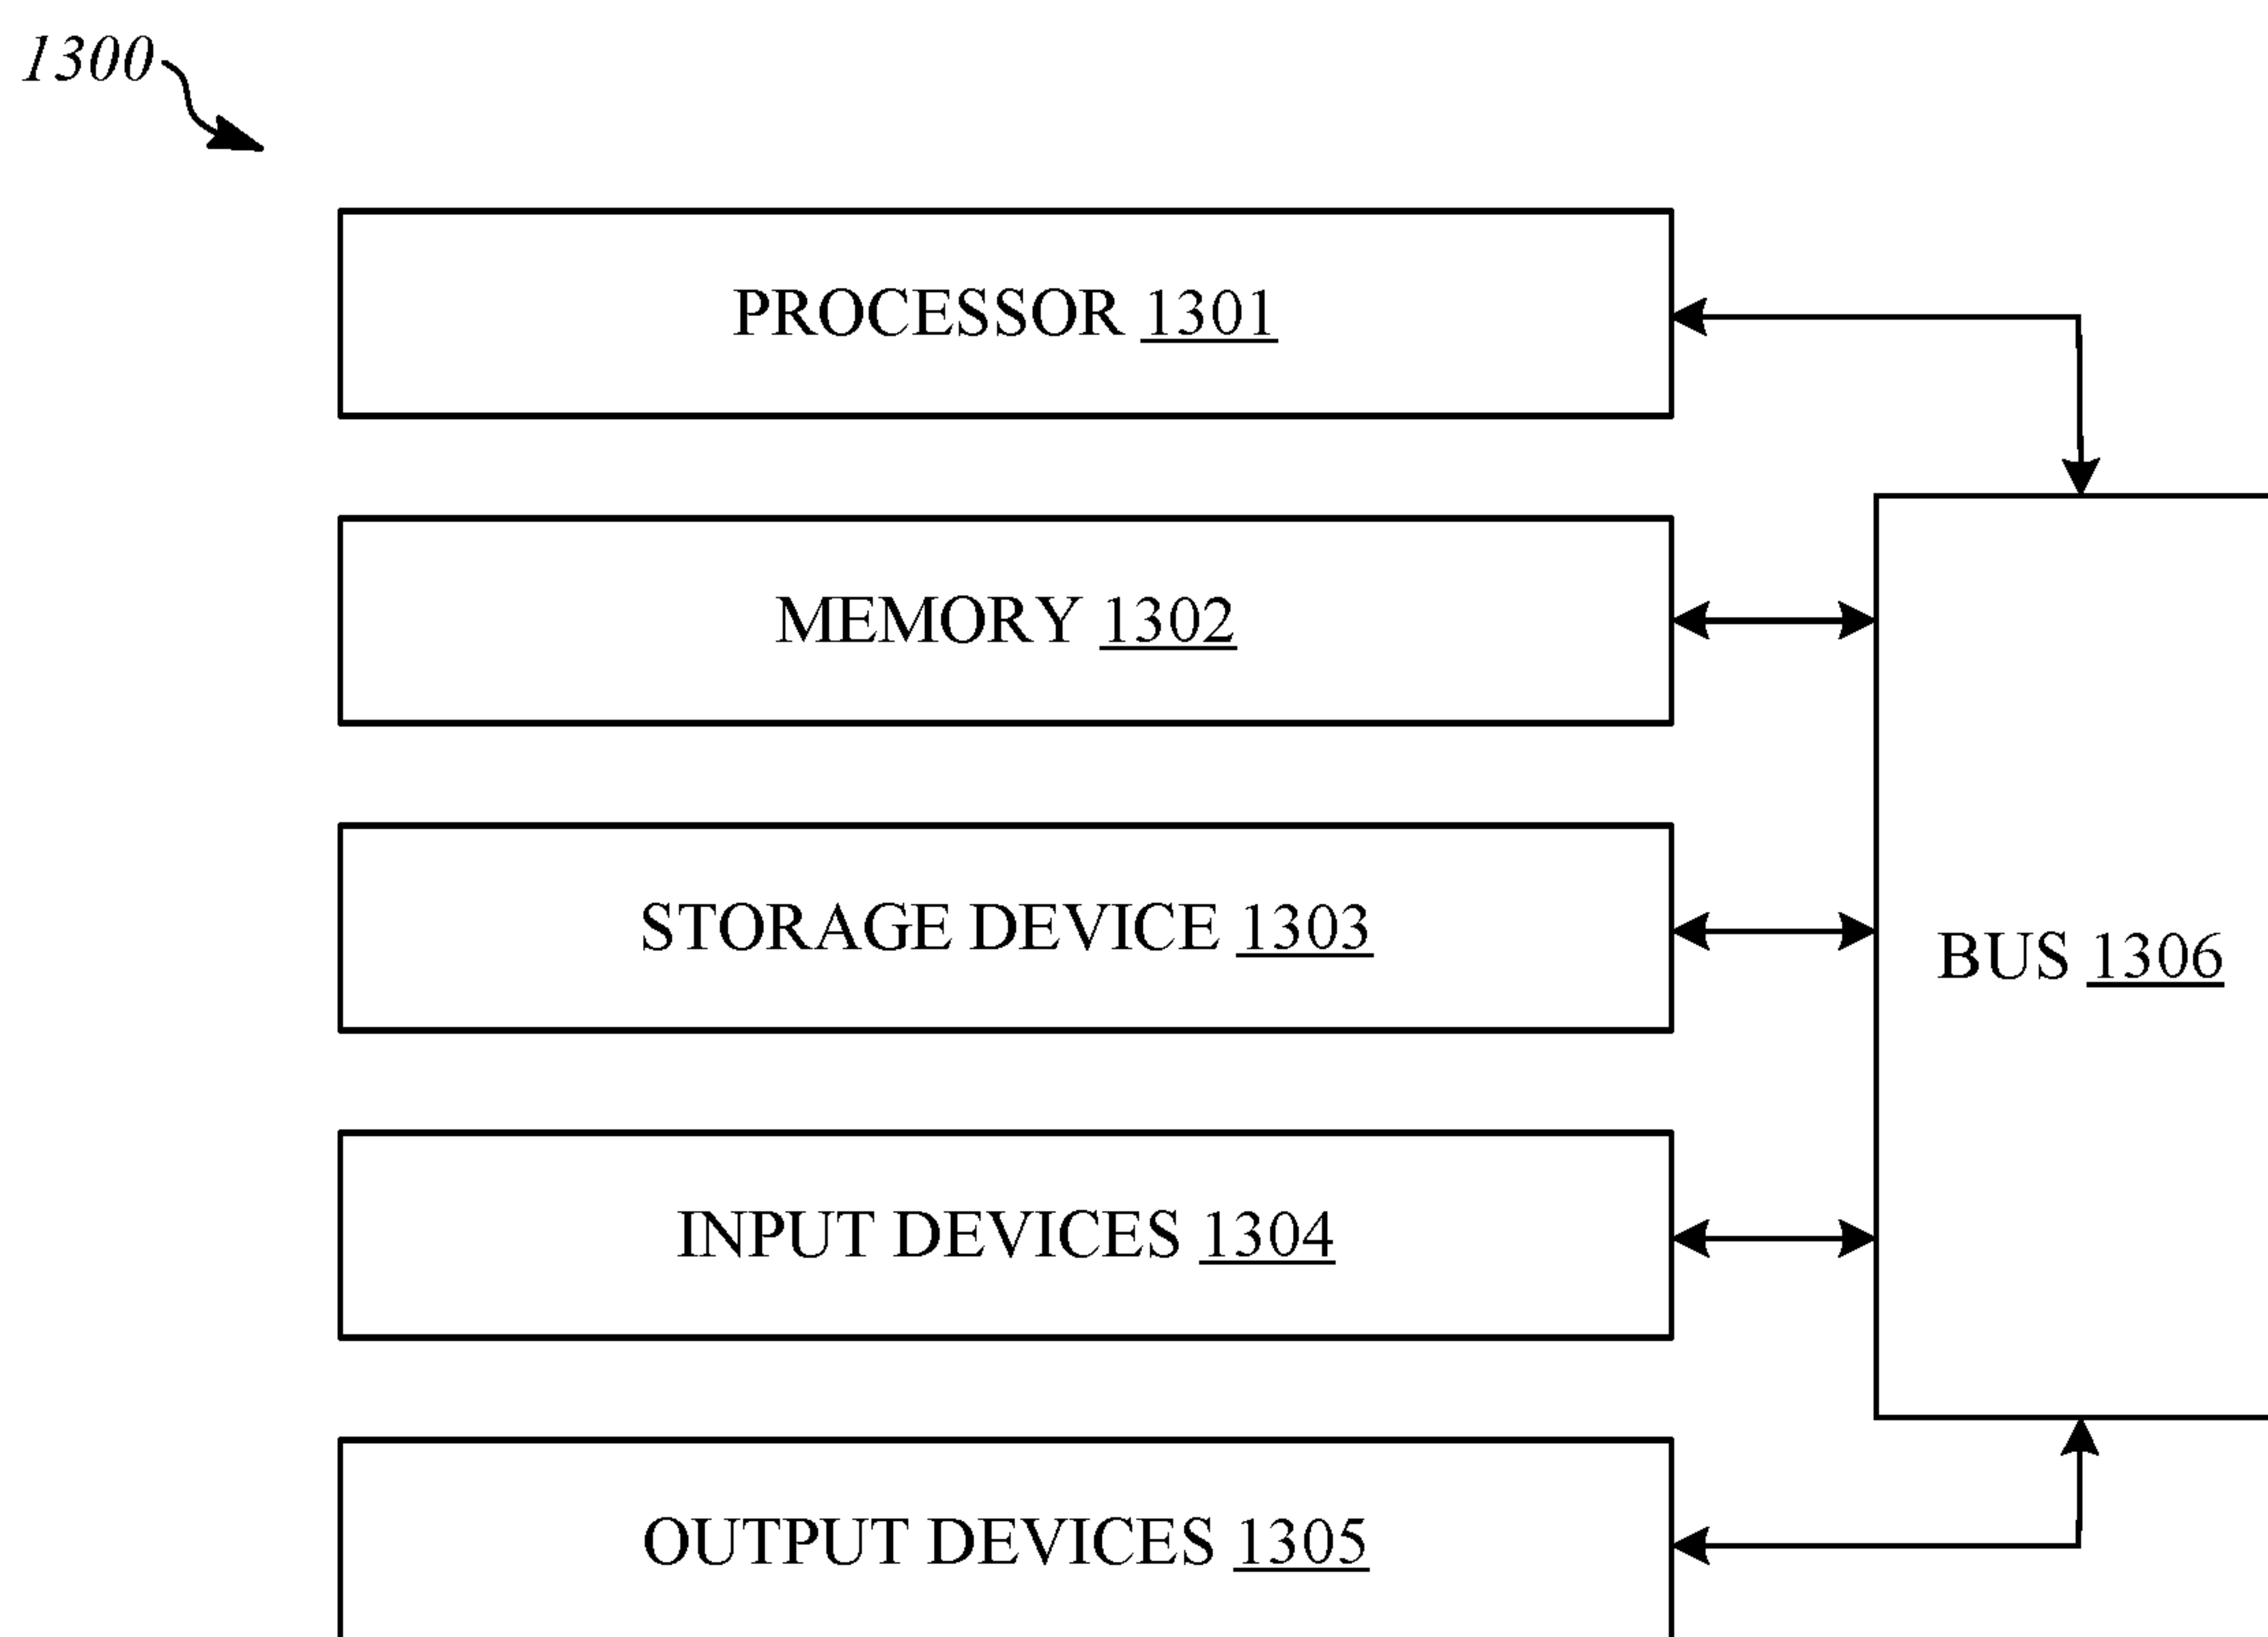 1300
PROCESSOR 1301
MEMORY 1302
STORAGE DEVICE 1303
BUS 1306
INPUT DEVICES 1304
OUTPUT DEVICES 1305